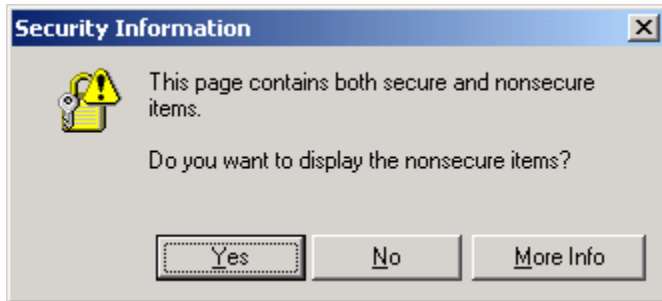 Security Information
This page contains both secure and nonsecure
items.
Do you want to display the nonsecure items?
Yes No More Info